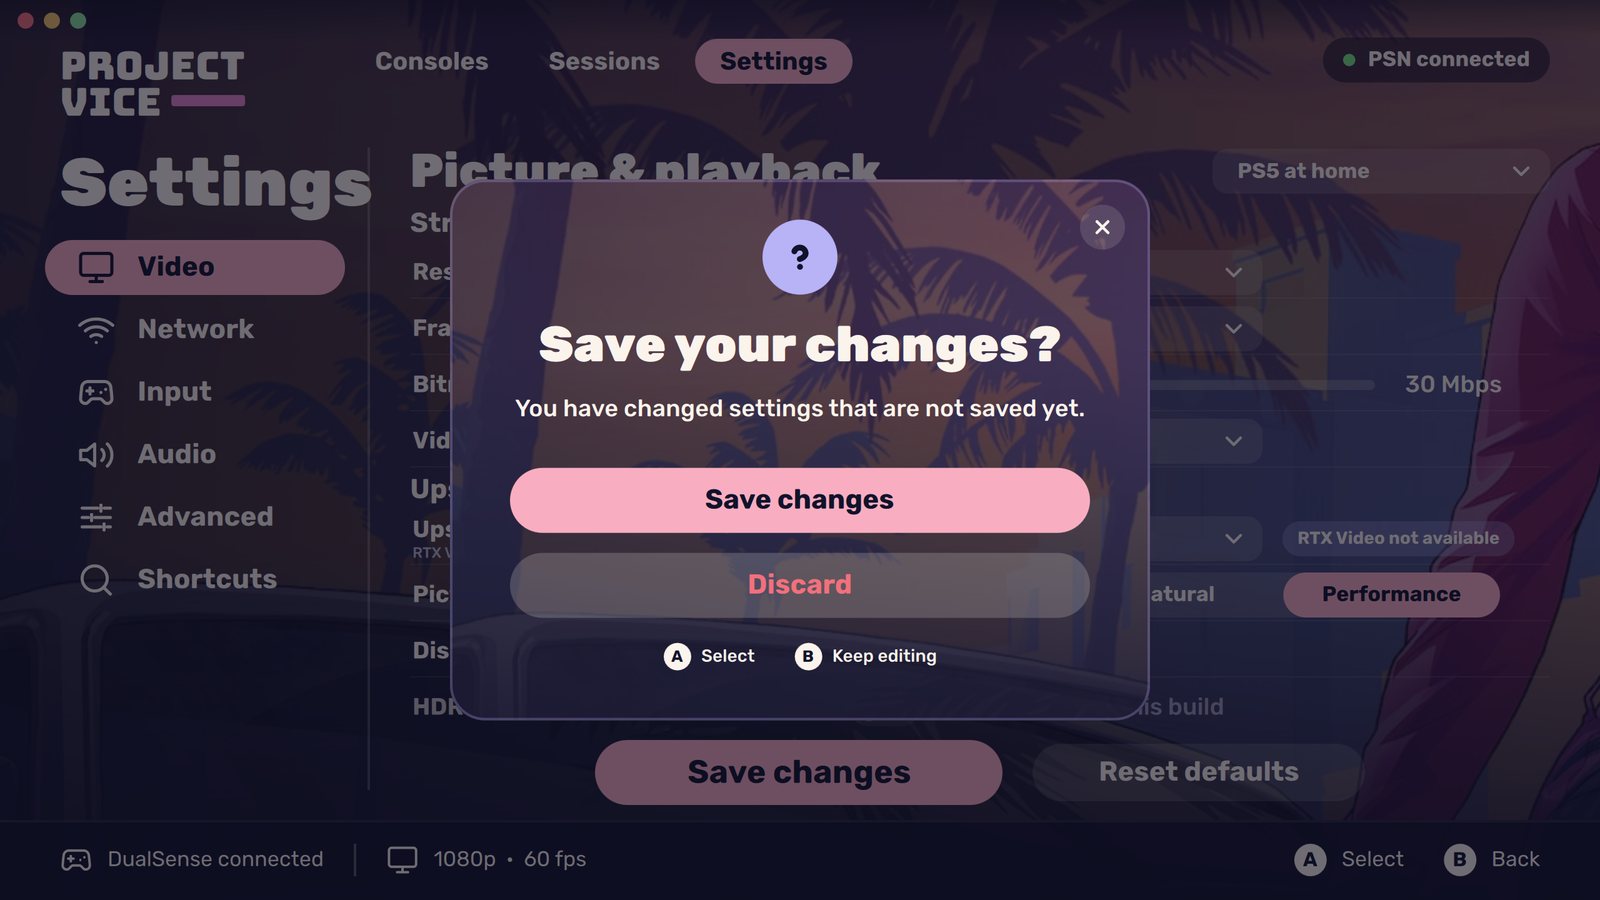 PROJECT
VICE
Consoles
Sessions
Settings
PSN connected
Settings
Video
Network
Input
Audio
Advanced
Shortcuts
Picture & playback
PS5 at home
30 Mbps
RTX Video not available
Performance
?
Save your changes?
You have changed settings that are not saved yet.
Save changes
Discard
A Select
B Keep editing
HDR
build
Save changes
Reset defaults
DualSense connected
1080p • 60 fps
A Select
B Back